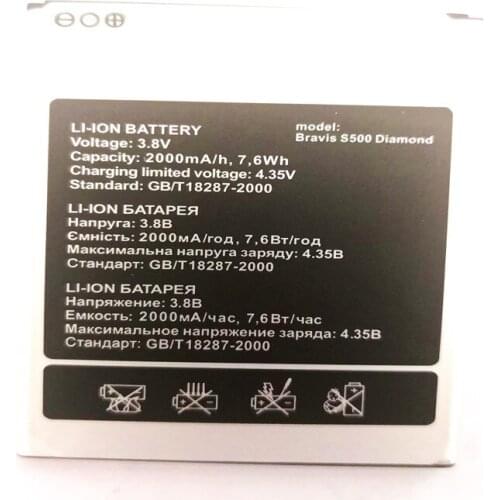 LI-ION BATTERY
Voltage: 3.8V
Capacity: 2000mA/h, 7,6Wh
Charging limited voltage: 4.35V
Standard: GB/T18287-2000
model:
Bravis S500 Diamond
LI-ION БАТАРЕЯ
Напруга: 3.8В
Ємність: 2000мА/год, 7,6Вт/год
Максимальна напруга заряду: 4.35В
Стандарт: GB/T18287-2000
LI-ION БАТАРЕЯ
Напряжение: 3.8В
Емкость: 2000мА/час, 7,6Вт/час
Максимальное напряжение заряда: 4.35В
Стандарт: GB/T18287-2000